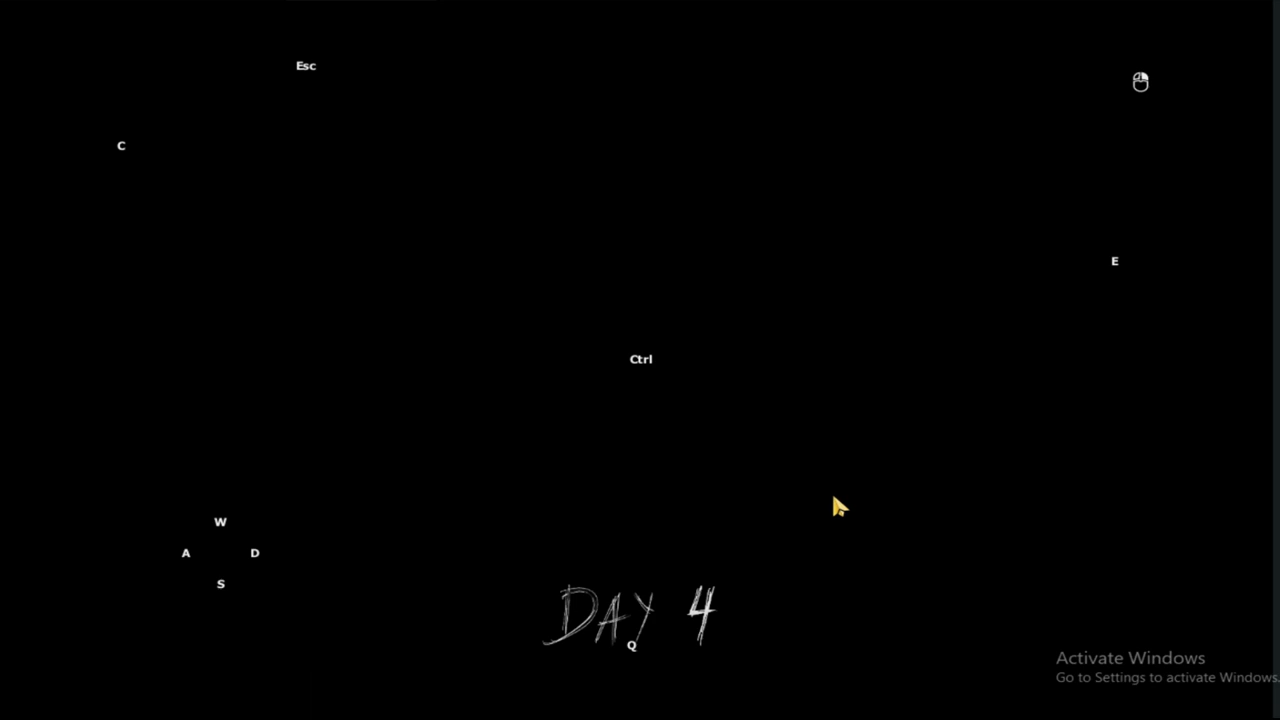 Esc
C
E
Ctrl
W
A D
S
DAY 4
Q
Activate Windows
Go to Settings to activate Windows.